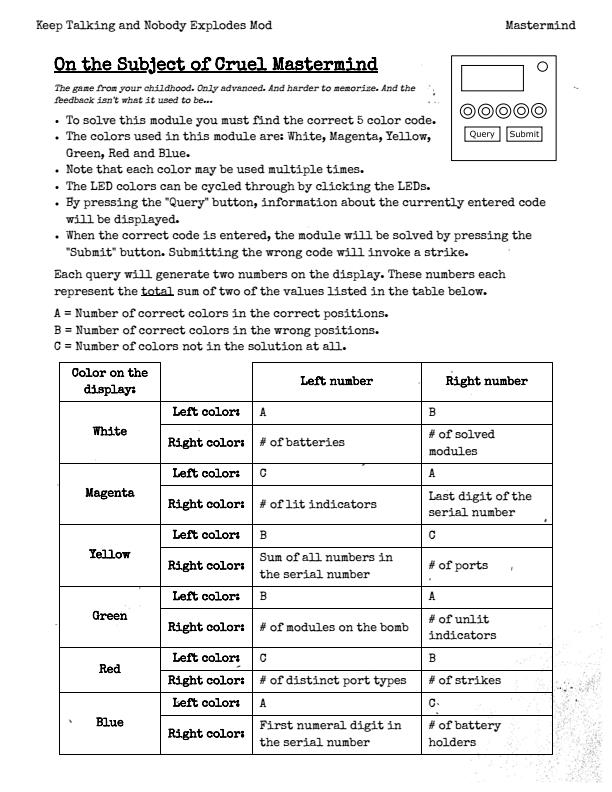 Keep Talking and Nobody Explodes Mod
Mastermind
On the Subject of Cruel Mastermind
The game from your childhood. Only advanced. And harder to memorize. And the
feedback isn't what it used to be...
• To solve this module you must find the correct 5 color code.
• The colors used in this module are: White, Magenta, Yellow,
Green, Red and Blue.
• Note that each color may be used multiple times.
• The LED colors can be cycled through by clicking the LEDs.
• By pressing the "Query" button, information about the currently entered code
will be displayed.
• When the correct code is entered, the module will be solved by pressing the
"Submit" button. Submitting the wrong code will invoke a strike.
Query
Submit
Each query will generate two numbers on the display. These numbers each
represent the total sum of two of the values listed in the table below.
A = Number of correct colors in the correct positions.
B = Number of correct colors in the wrong positions.
C = Number of colors not in the solution at all.
Color on the
display:
Left number
Right number
White
Left color:
A
B
Right color:
# of batteries
# of solved
modules
Magenta
Left color:
C
A
Right color:
# of lit indicators
Last digit of the
serial number
Yellow
Left color:
B
C
Right color:
Sum of all numbers in
the serial number
# of ports
Green
Left color:
B
A
Right color:
# of modules on the bomb
# of unlit
indicators
Red
Left color:
C
B
Right color:
# of distinct port types
# of strikes
Blue
Left color:
A
C
Right color:
First numeral digit in
the serial number
# of battery
holders